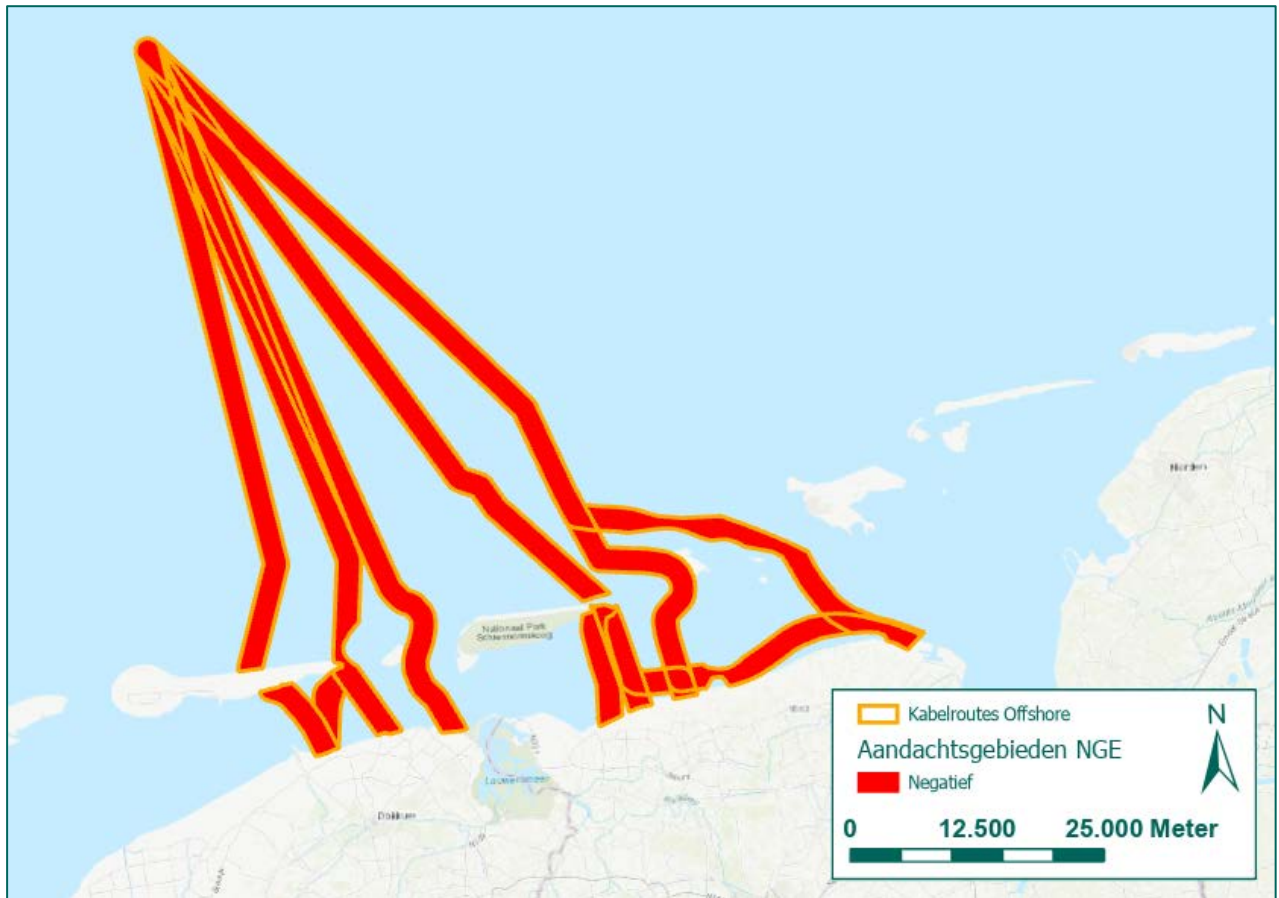 Norden
Nationaal Park
Schiermonnikoog
Lauwersmeer
Dokkum
Kabelroutes Offshore
N
Aandachtsgebieden NGE
Negatief
0 12.500 25.000 Meter